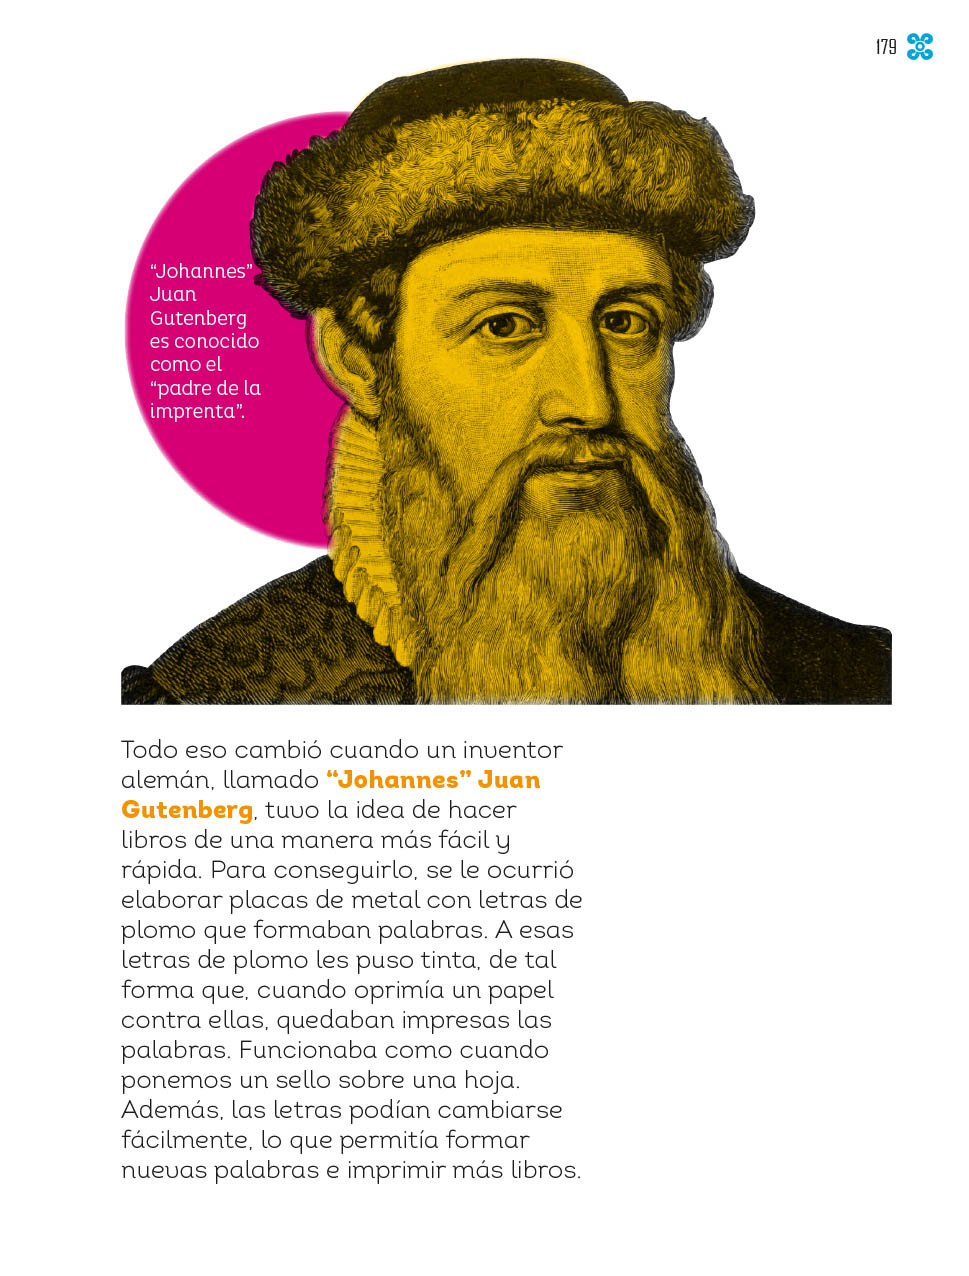 179
“Johannes”
Juan
Gutenberg
es conocido
como el
“padre de la
imprenta”.
Todo eso cambió cuando un inventor
alemán, llamado “Johannes” Juan
Gutenberg, tuvo la idea de hacer
libros de una manera más fácil y
rápida. Para conseguirlo, se le ocurrió
elaborar placas de metal con letras de
plomo que formaban palabras. A esas
letras de plomo les puso tinta, de tal
forma que, cuando oprimía un papel
contra ellas, quedaban impresas las
palabras. Funcionaba como cuando
ponemos un sello sobre una hoja.
Además, las letras podían cambiarse
fácilmente, lo que permitía formar
nuevas palabras e imprimir más libros.